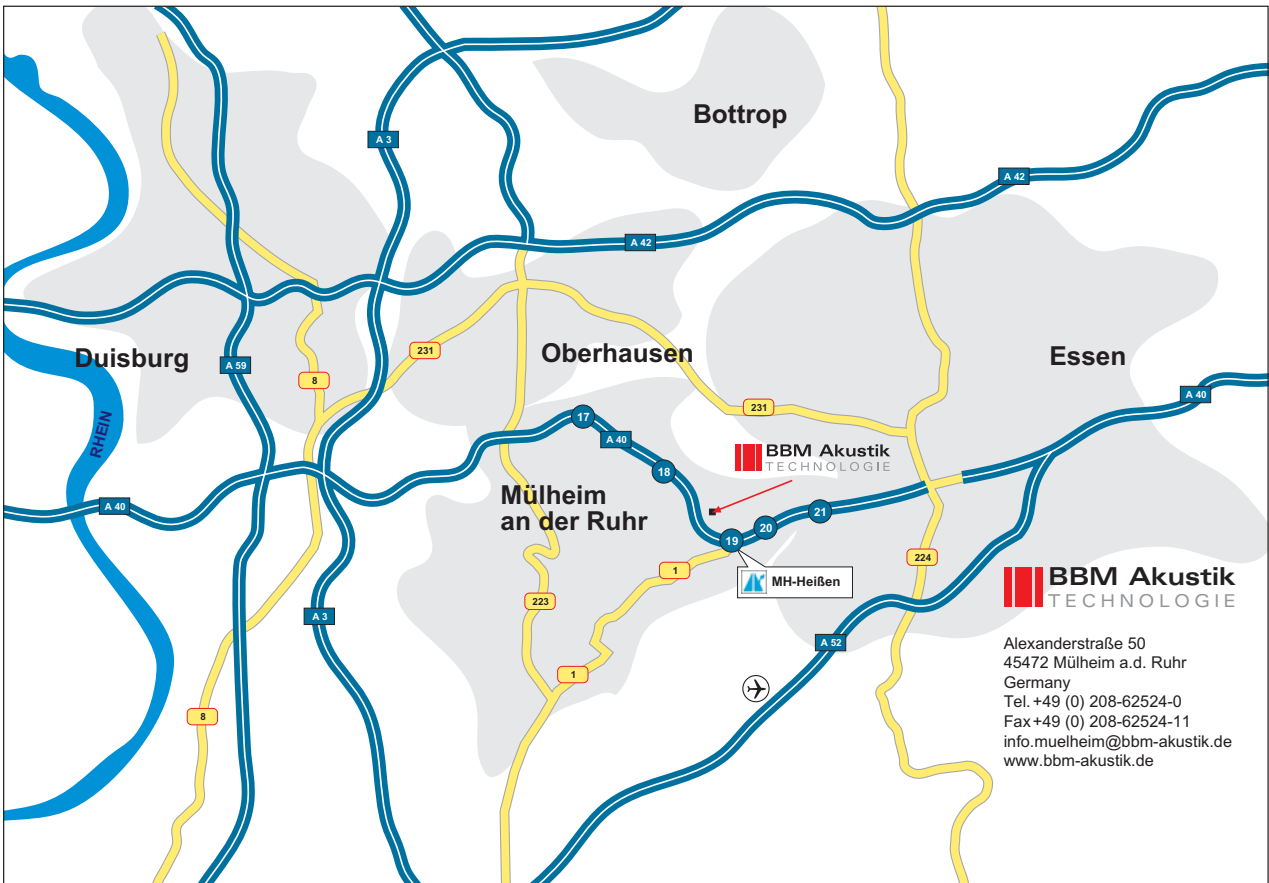 Bottrop
A 3
A 42
A 42
231
Oberhausen
Essen
Duisburg
A 59
8
A 40
231
17
A 40
RHEIN
BBM Akustik
TECHNOLOGIE
18
Mülheim
an der Ruhr
A 40
21
20
19
1
MH-Heißen
224
BBM Akustik
TECHNOLOGIE
223
A 3
A 52
Alexanderstraße 50
45472 Mülheim a.d. Ruhr
Germany
Tel. +49 (0) 208-62524-0
Fax +49 (0) 208-62524-11
info.muelheim@bbm-akustik.de
www.bbm-akustik.de
1
8